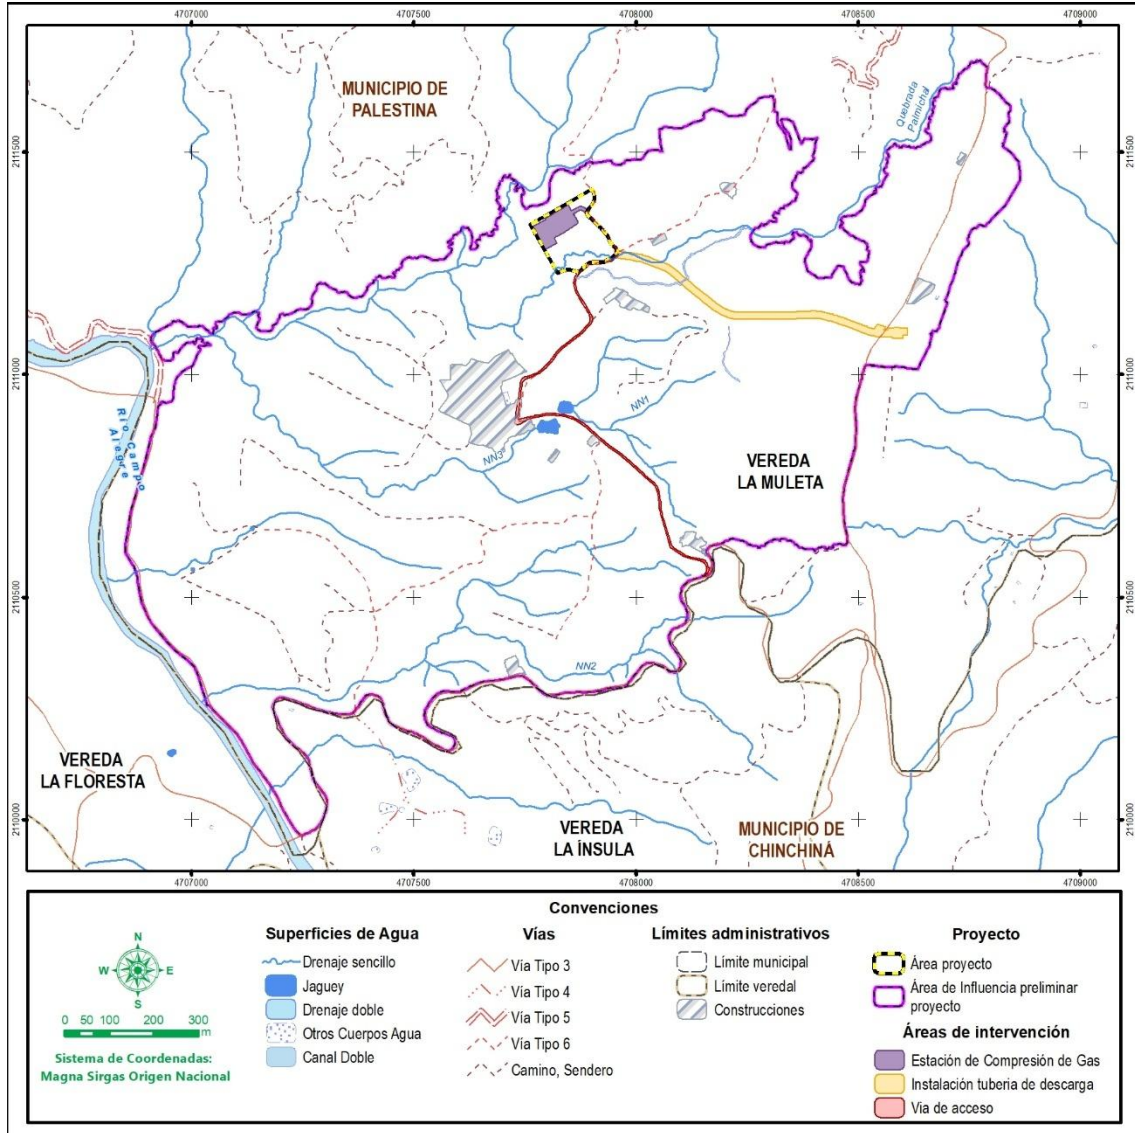 4707000 4707500 4708000 4708500 4709000
MUNICIPIO DE
PALESTINA
Quebrada
Palmichal
2111500 2111500
2111000 2111000
NN1
Río Campo
Alegre
NN3
VEREDA
LA MULETA
2110500 2110500
NN2
VEREDA
LA FLORESTA
VEREDA
LA ÍNSULA
MUNICIPIO DE
CHINCHINÁ
2110000 2110000
4707000 4707500 4708000 4708500 4709000
Convenciones
N
W E
S
0 50 100 200 300
m
Sistema de Coordenadas:
Magna Sirgas Origen Nacional
Superficies de Agua
Drenaje sencillo
Jaguey
Drenaje doble
Otros Cuerpos Agua
Canal Doble
Vías
Vía Tipo 3
Vía Tipo 4
Vía Tipo 5
Vía Tipo 6
Camino, Sendero
Límites administrativos
Límite municipal
Límite veredal
Construcciones
Proyecto
Área proyecto
Área de Influencia preliminar
proyecto
Áreas de intervención
Estación de Compresión de Gas
Instalación tuberia de descarga
Via de acceso